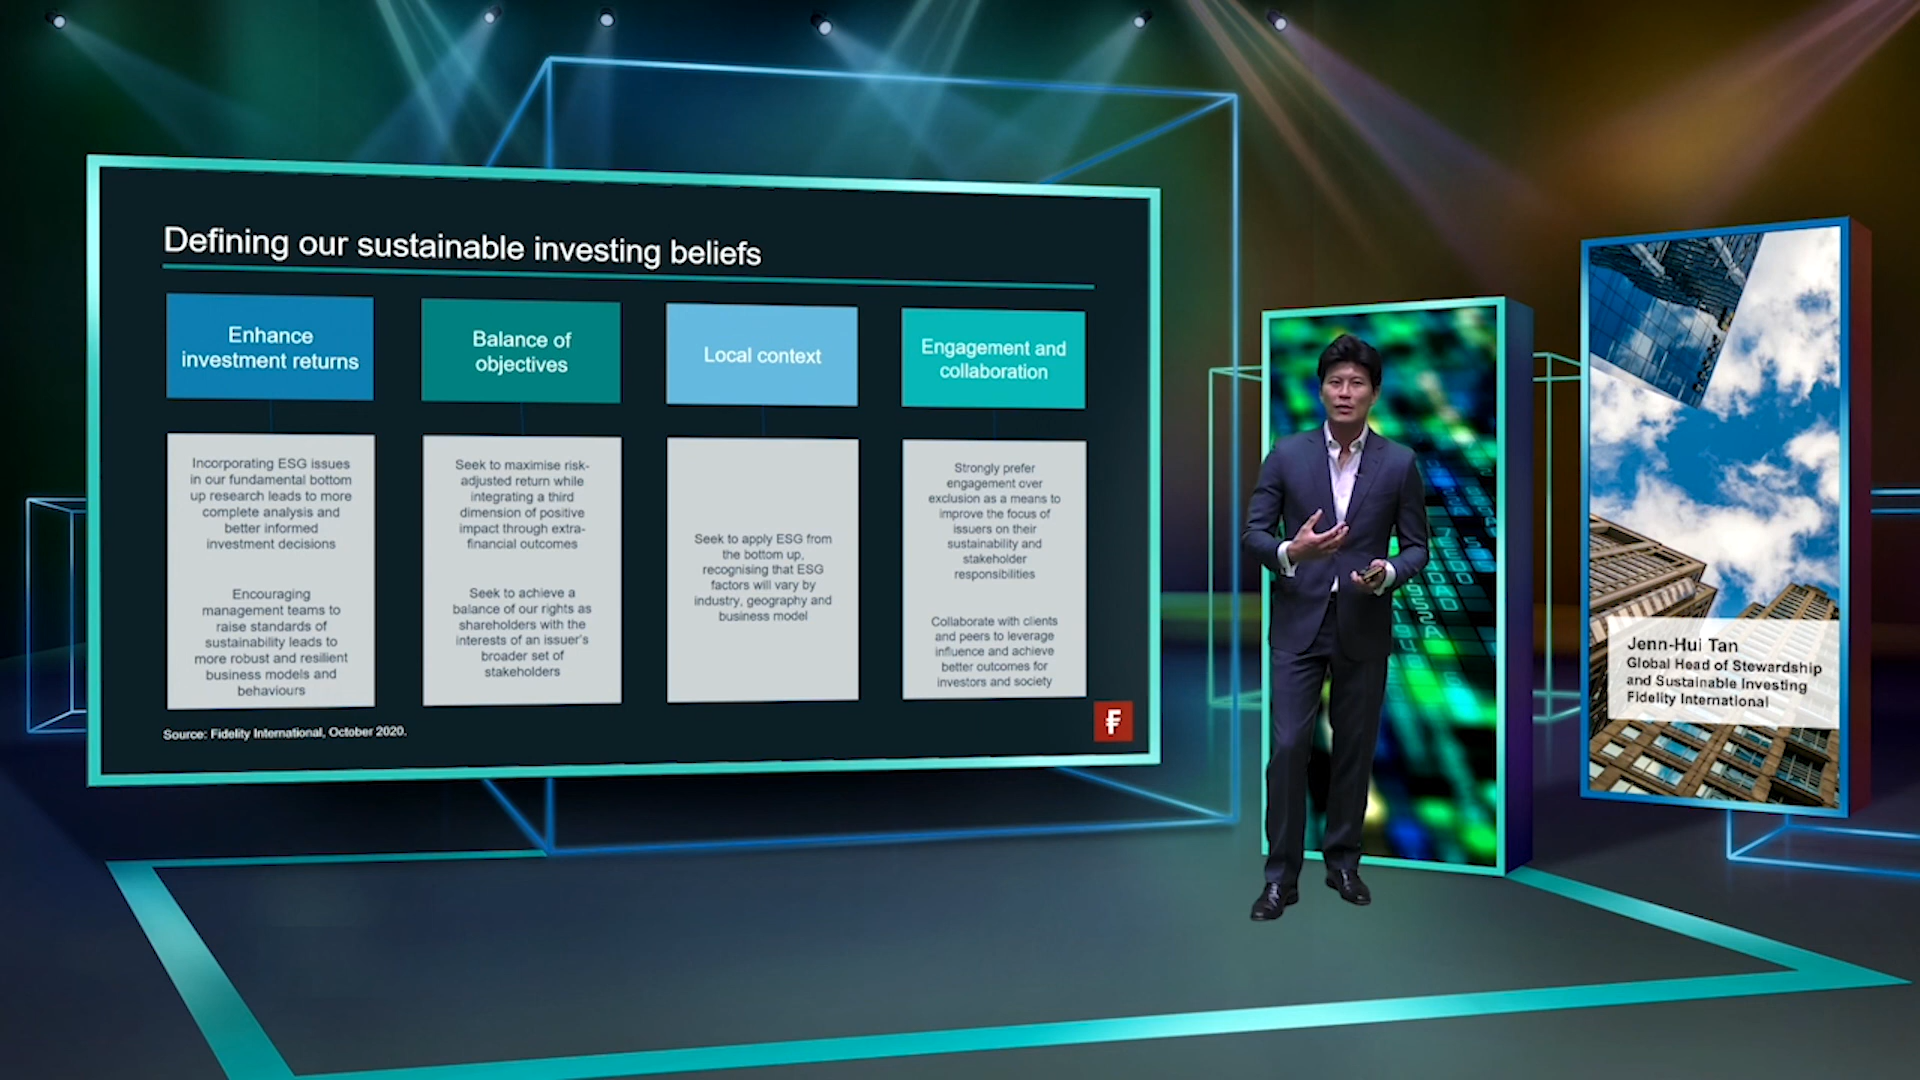 Defining our sustainable investing beliefs
Enhance
investment returns
Incorporating ESG issues
in our fundamental bottom
up research leads to more
complete analysis and
better informed
investment decisions
Encouraging
management teams to
raise standards of
sustainability leads to
more robust and resilient
business models and
behaviours
Balance of
objectives
Seek to maximise risk-
adjusted return while
integrating a third
dimension of positive
impact through extra-
financial outcomes
Seek to achieve a
balance of our rights as
shareholders with the
interests of an issuer's
broader set of
stakeholders
Local context
Seek to apply ESG from
the bottom up,
recognising that ESG
factors will vary by
industry, geography and
business model
Engagement and
collaboration
Strongly prefer
engagement over
exclusion as a means to
improve the focus of
issuers on their
sustainability and
stakeholder
responsibilities
Collaborate with clients
and peers to leverage
influence and achieve
better outcomes for
investors and society
Source: Fidelity International, October 2020.
F
Jenn-Hui Tan
Global Head of Stewardship
and Sustainable Investing
Fidelity International